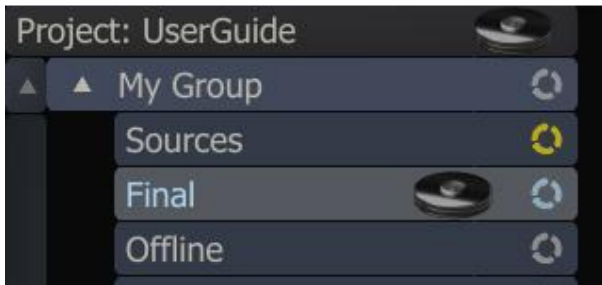 Project: UserGuide
My Group
Sources
Final
Offline